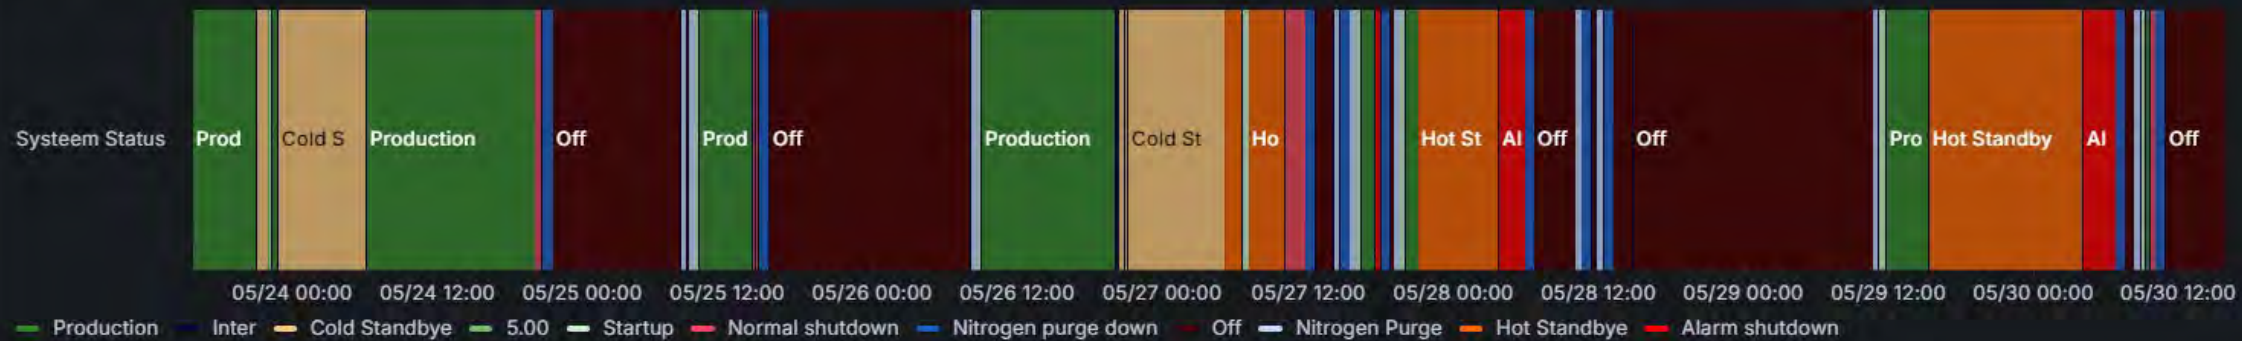 Systeem Status Prod Cold S Production Off Prod Off Production Cold St Ho Hot St Al Off Off Pro Hot Standby Al Off
05/24 00:00 05/24 12:00 05/25 00:00 05/25 12:00 05/26 00:00 05/26 12:00 05/27 00:00 05/27 12:00 05/28 00:00 05/28 12:00 05/29 00:00 05/29 12:00 05/30 00:00 05/30 12:00
Production Inter Cold Standbye 5.00 Startup Normal shutdown Nitrogen purge down Off Nitrogen Purge Hot Standbye Alarm shutdown